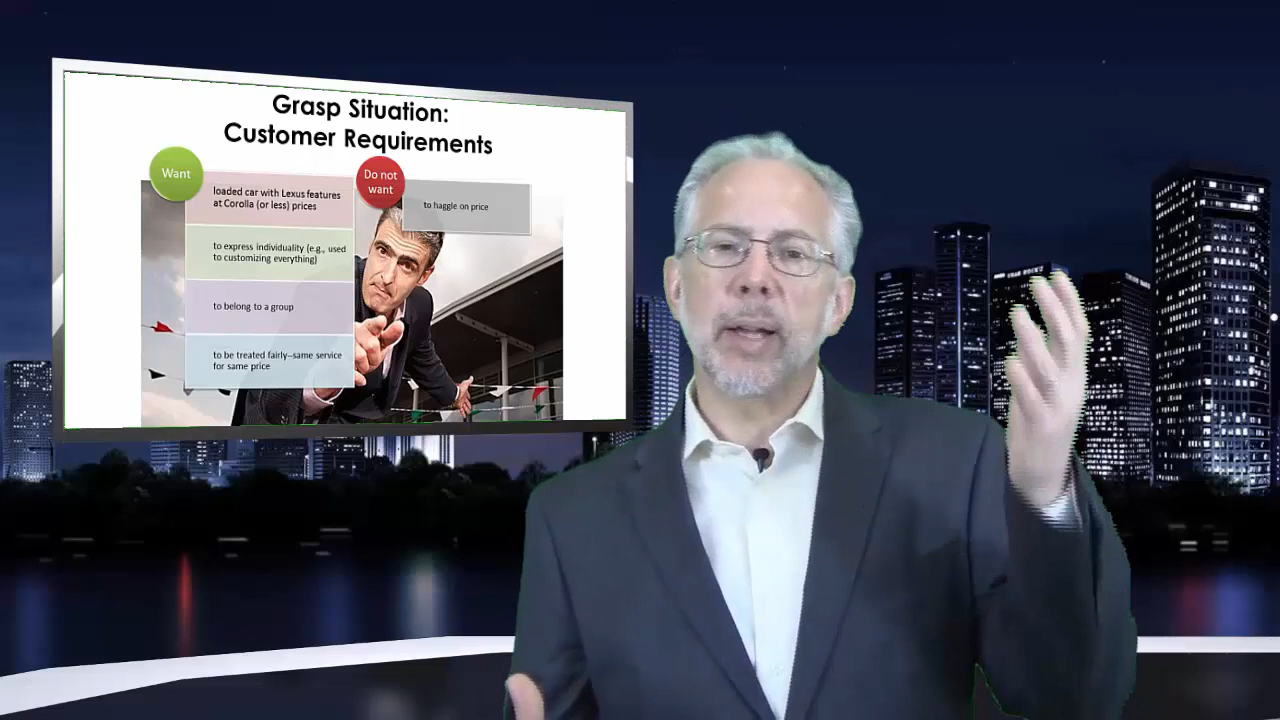 Grasp Situation:
Customer Requirements
Want
loaded car with Lexus features
at Corolla (or less) prices
to express individuality (e.g., used
to customizing everything)
to belong to a group
to be treated fairly–same service
for same price
Do not
want
to haggle on price